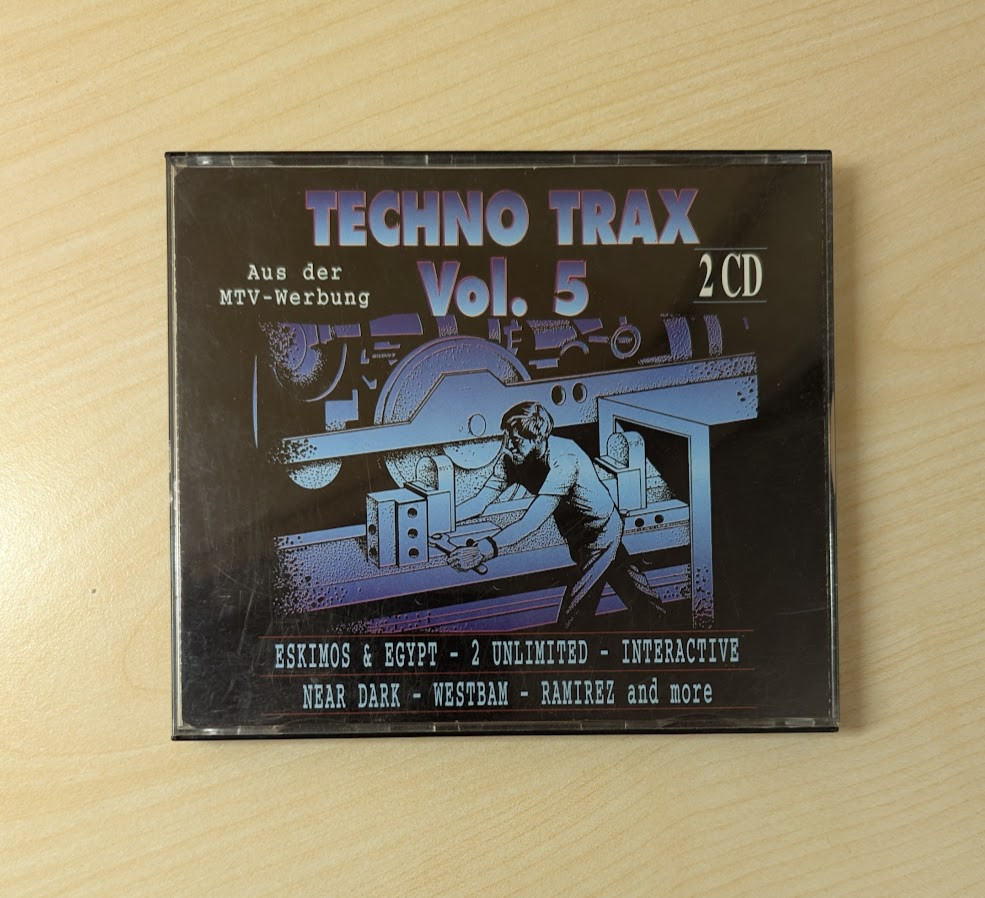 TECHNO TRAX
Vol. 5
Aus der
MTV-Werbung
2 CD
ESKIMOS & EGYPT - 2 UNLIMITED - INTERACTIVE
NEAR DARK - WESTBAM - RAMIREZ and more